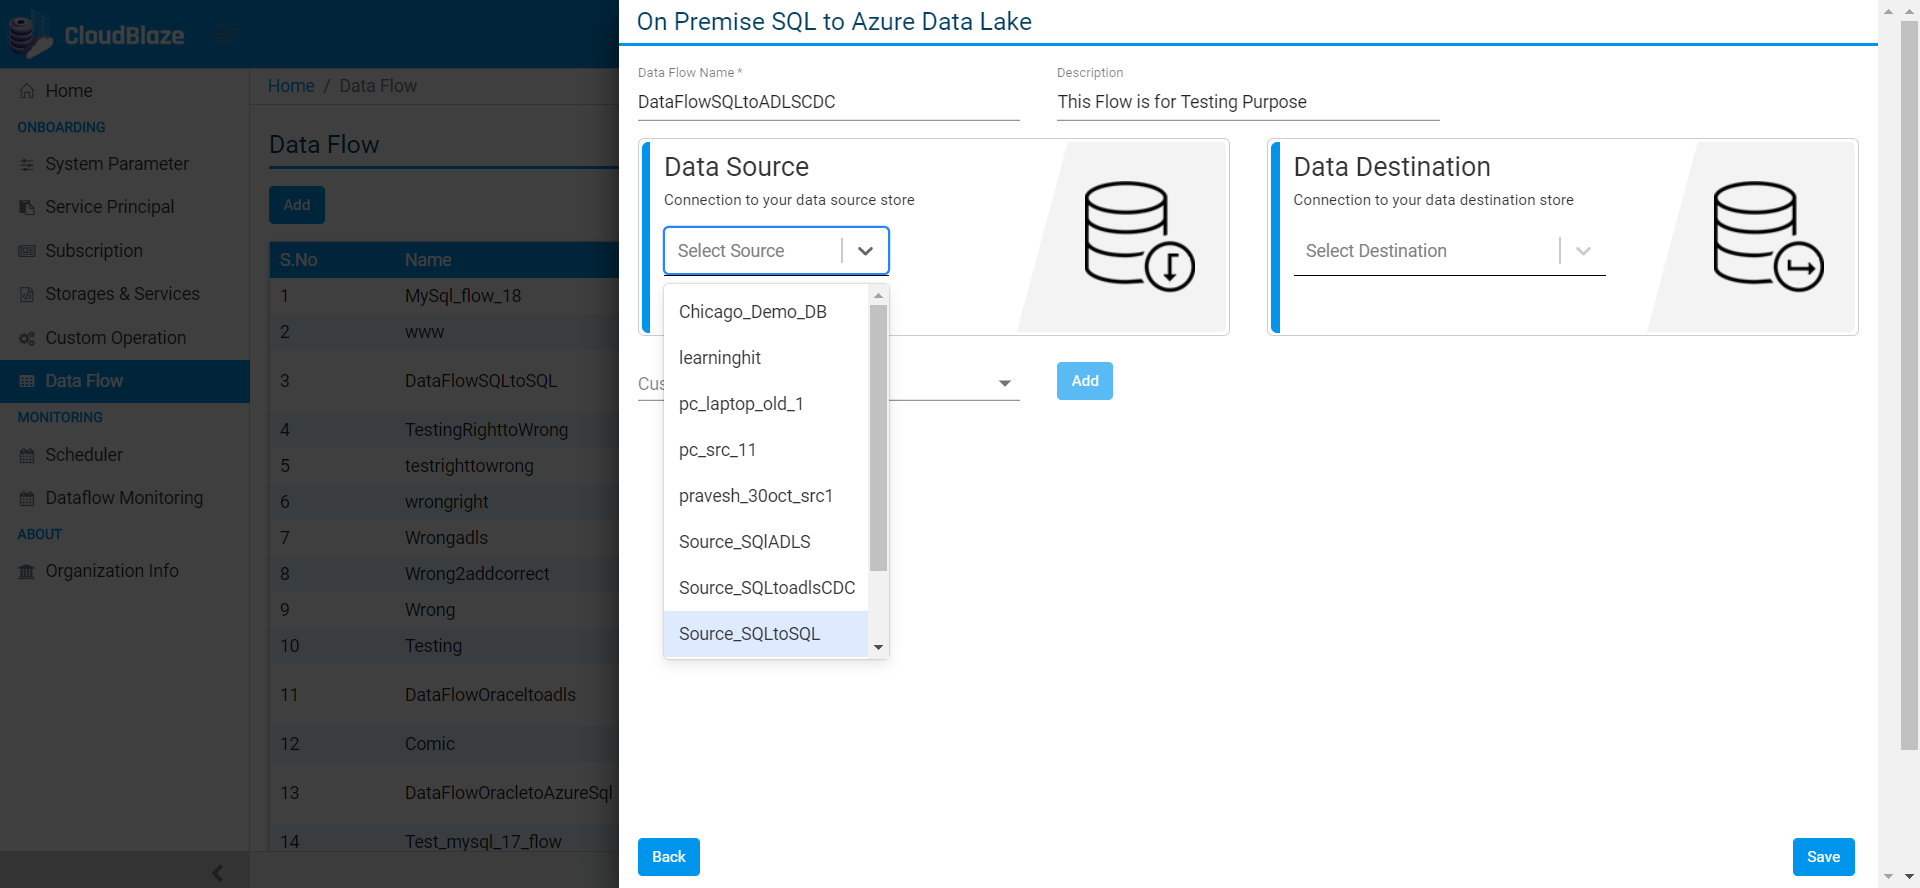 CloudBlaze
Home
ONBOARDING
System Parameter
Service Principal
Subscription
Storages & Services
Custom Operation
Data Flow
MONITORING
Scheduler
Dataflow Monitoring
ABOUT
Organization Info
Home / Data Flow
Data Flow
Add
S.No Name
1 MySql_flow_18
2 www
3 DataFlowSQLtoSQL
4 TestingRighttoWrong
5 testrighttowrong
6 wrongright
7 Wrongadls
8 Wrong2addcorrect
9 Wrong
10 Testing
11 DataFlowOraceltoadls
12 Comic
13 DataFlowOracletoAzureSql
14 Test_mysql_17_flow
On Premise SQL to Azure Data Lake
Data Flow Name *
DataFlowSQLtoADLSCDC
Description
This Flow is for Testing Purpose
Data Source
Connection to your data source store
Select Source
Chicago_Demo_DB
learninghit
pc_laptop_old_1
pc_src_11
pravesh_30oct_src1
Source_SQlADLS
Source_SQLtoadlsCDC
Source_SQLtoSQL
Data Destination
Connection to your data destination store
Select Destination
Cus
Add
Back
Save